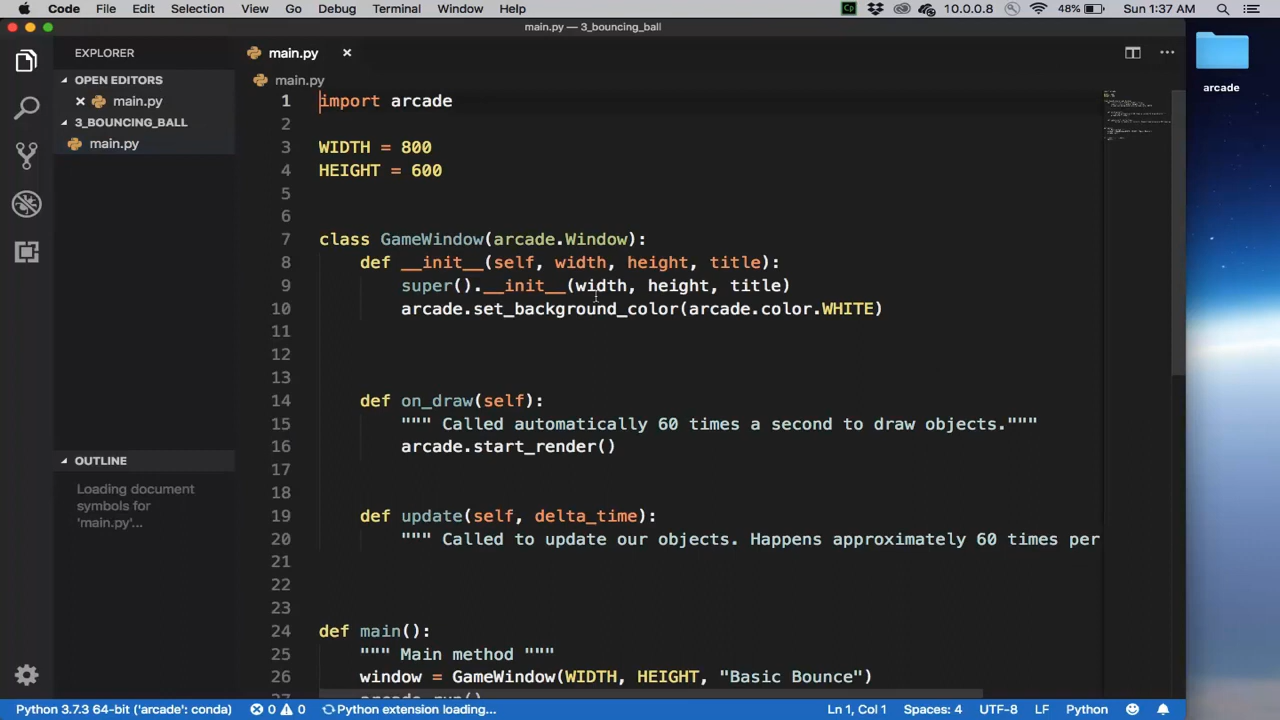 Code File Edit Selection View Go Debug Terminal Window Help 10.0.0.8 48% Sun 1:37 AM
main.py — 3_bouncing_ball
EXPLORER
OPEN EDITORS
main.py
3_BOUNCING_BALL
main.py
OUTLINE
Loading document
symbols for
'main.py'...
main.py
main.py
1 import arcade
2
3 WIDTH = 800
4 HEIGHT = 600
5
6
7 class GameWindow(arcade.Window):
8 def __init__(self, width, height, title):
9 super().__init__(width, height, title)
10 arcade.set_background_color(arcade.color.WHITE)
11
12
13
14 def on_draw(self):
15 """ Called automatically 60 times a second to draw objects."""
16 arcade.start_render()
17
18
19 def update(self, delta_time):
20 """ Called to update our objects. Happens approximately 60 times per
21
22
23
24 def main():
25 """ Main method """
26 window = GameWindow(WIDTH, HEIGHT, "Basic Bounce")
27 arcade.run()
arcade
Python 3.7.3 64-bit ('arcade': conda) 0 0 Python extension loading... Ln 1, Col 1 Spaces: 4 UTF-8 LF Python